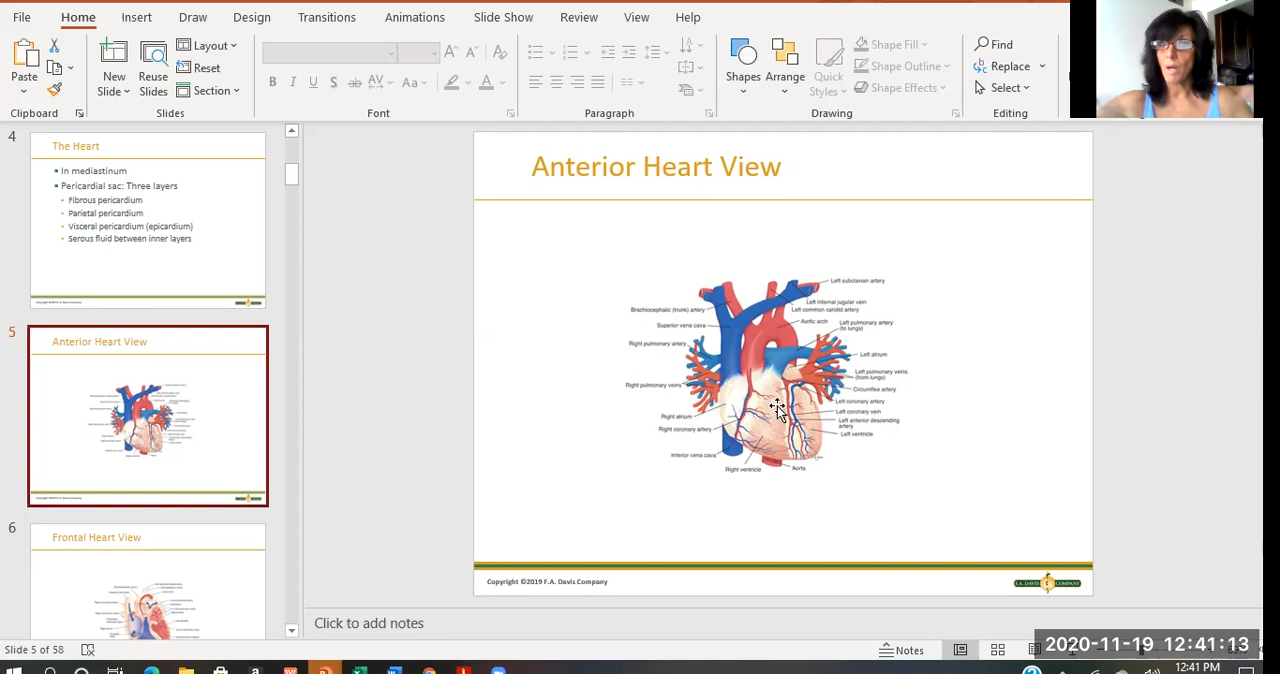 File Home Insert Draw Design Transitions Animations Slide Show Review View Help
Paste
Clipboard
New
Slide
Reuse
Slides
Layout
Reset
Section
Slides
B I U S ab AV Aa A
Font
Paragraph
Shapes
Arrange
Quick
Styles
Shape Fill
Shape Outline
Shape Effects
Drawing
Find
Replace
Select
Editing
4
The Heart
In mediastinum
Pericardial sac: Three layers
Fibrous pericardium
Parietal pericardium
Visceral pericardium (epicardium)
Serous fluid between inner layers
5
Anterior Heart View
6
Frontal Heart View
Anterior Heart View
Left subclavian artery
Left internal jugular vein
Left common carotid artery
Aortic arch
Left pulmonary artery
(to lungs)
Left atrium
Left pulmonary veins
(from lungs)
Circumflex artery
Left coronary artery
Left coronary vein
Left anterior descending
artery
Left ventricle
Aorta
Brachiocephalic (trunk) artery
Superior vena cava
Right pulmonary artery
Right pulmonary veins
Right atrium
Right coronary artery
Inferior vena cava
Right ventricle
Copyright ©2019 F.A. Davis Company
F.A. DAVIS COMPANY
Click to add notes
Slide 5 of 58
Notes
2020-11-19 12:41:13
12:41 PM